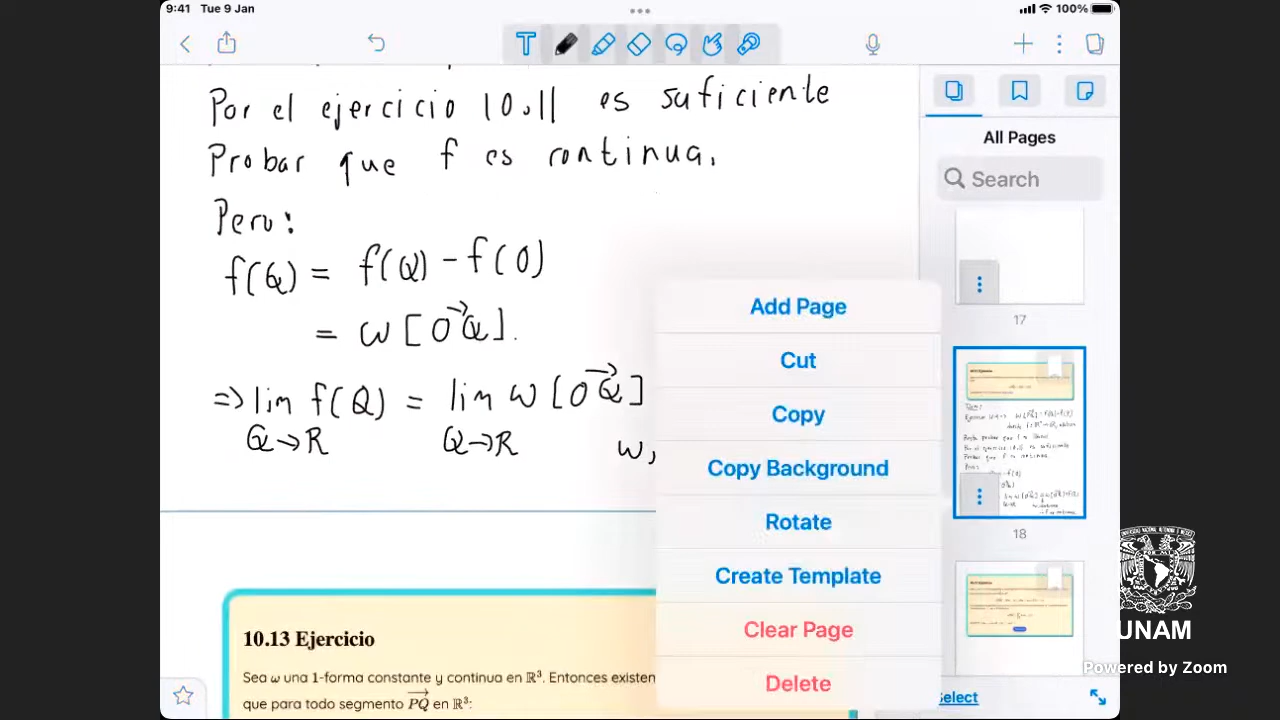 9:41 Tue 9 Jan
100%
Por el ejercicio 10.11 es suficiente
Probar que f es continua.
Pero:
f(Q) = f(Q) - f(O)
= ω[OQ].
⇒ lim f(Q) = lim ω[OQ]
Q→R Q→R ω,
10.13 Ejercicio
Sea ω una 1-forma constante y continua en ℝ³. Entonces existen
que para todo segmento PQ en ℝ³:
Add Page
Cut
Copy
Copy Background
Rotate
Create Template
Clear Page
Delete
All Pages
Search
17
18
Select
UNAM
Powered by Zoom